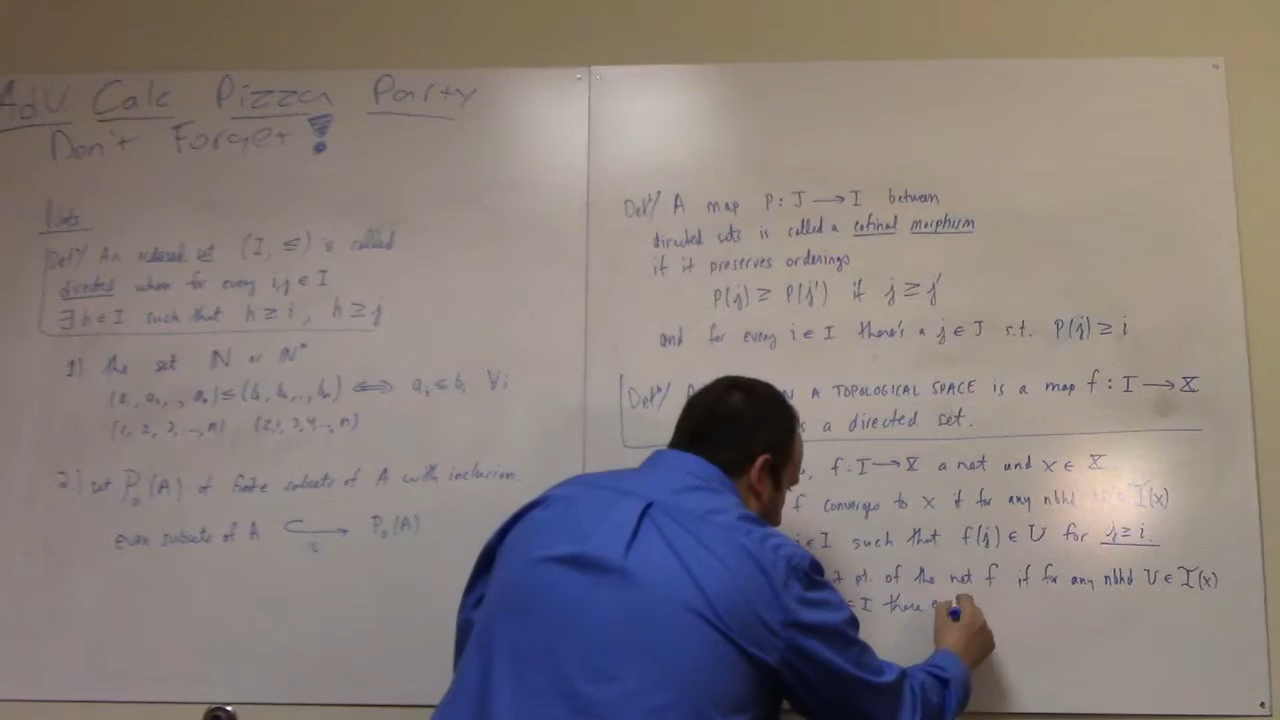 Adv Calc Pizza Party
Don't Forget!
Nets
Def'/ An ordered set (I, ≤) is called
directed when for every i,j ∈ I
∃ h ∈ I such that h ≥ i, h ≥ j
1) the set ℕ or ℕⁿ
(a₁, a₂, .., aₙ) ≤ (b₁, b₂, .., bₙ) ⟺ aᵢ ≤ bᵢ ∀i
(1, 2, 3, .., n) (2, 1, 3, 4, .., n)
2) set P₀(A) of finite subsets of A with inclusion
even subsets of A ⟶ P₀(A)
Def'/ A map P: J ⟶ I between
directed sets is called a cofinal morphism
if it preserves orderings
P(j) ≥ P(j') if j ≥ j'
and for every i ∈ I there's a j ∈ J s.t. P(j) ≥ i
Def'/ A TOPOLOGICAL SPACE is a map f: I ⟶ X
a directed set.
f: I ⟶ X a net and x ∈ X
f converges to x if for any nbhd (x)
∈ I such that f(j) ∈ U for j ≥ i.
pt. of the net f if for any nbhd U ∈ I(x)
∈ I there